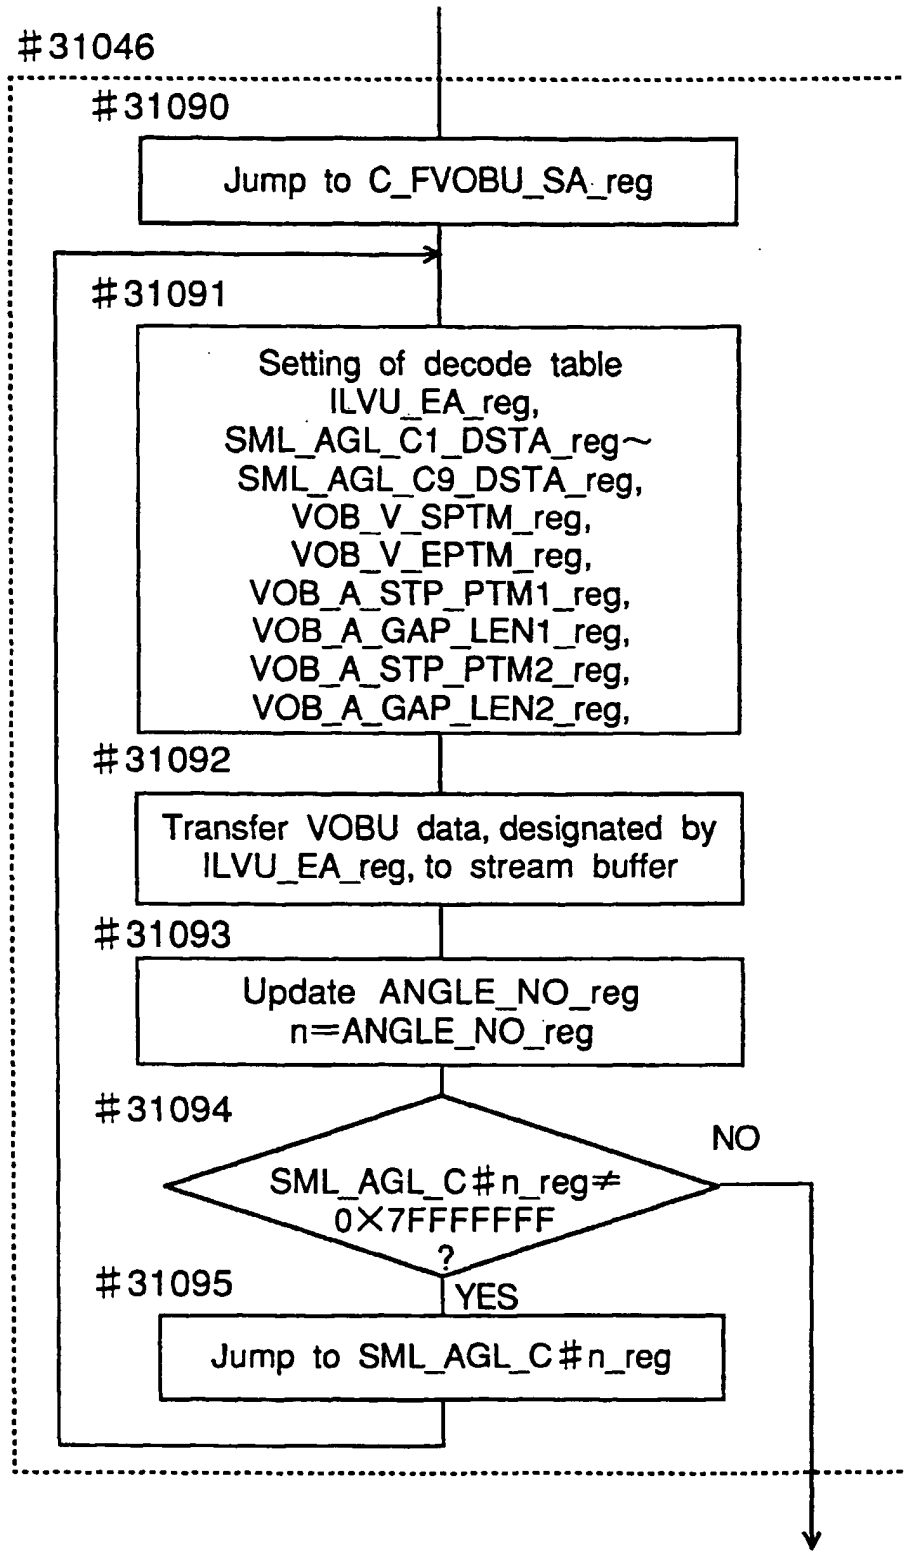 #31046
#31090
Jump to C_FVOBU_SA_reg
#31091
Setting of decode table
ILVU_EA_reg,
SML_AGL_C1_DSTA_reg~
SML_AGL_C9_DSTA_reg,
VOB_V_SPTM_reg,
VOB_V_EPTM_reg,
VOB_A_STP_PTM1_reg,
VOB_A_GAP_LEN1_reg,
VOB_A_STP_PTM2_reg,
VOB_A_GAP_LEN2_reg,
#31092
Transfer VOBU data, designated by
ILVU_EA_reg, to stream buffer
#31093
Update ANGLE_NO_reg
n=ANGLE_NO_reg
#31094
NO
SML_AGL_C#n_reg≠
0×7FFFFFFF
?
#31095
YES
Jump to SML_AGL_C#n_reg